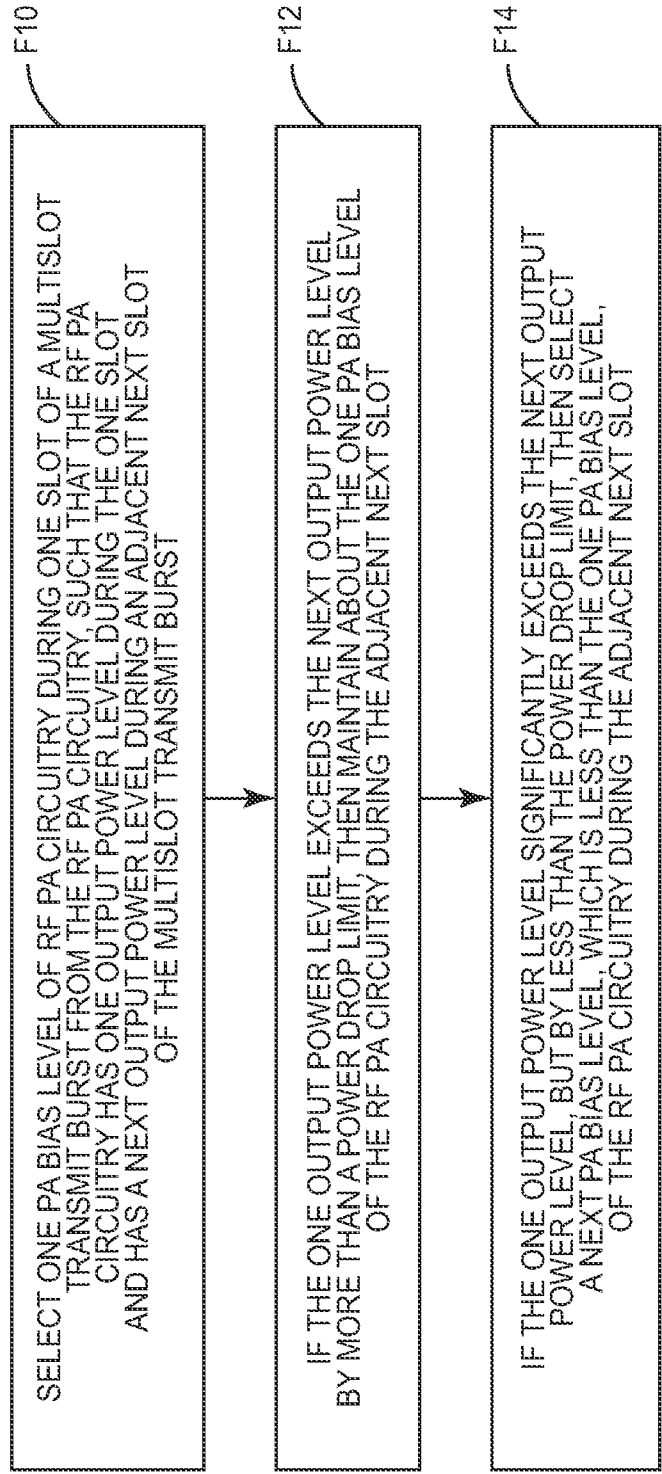 SELECT ONE PA BIAS LEVEL OF RF PA CIRCUITRY DURING ONE SLOT OF A MULTISLOT
TRANSMIT BURST FROM THE RF PA CIRCUITRY, SUCH THAT THE RF PA
CIRCUITRY HAS ONE OUTPUT POWER LEVEL DURING THE ONE SLOT
AND HAS A NEXT OUTPUT POWER LEVEL DURING AN ADJACENT NEXT SLOT
OF THE MULTISLOT TRANSMIT BURST
F10
IF THE ONE OUTPUT POWER LEVEL EXCEEDS THE NEXT OUTPUT POWER LEVEL
BY MORE THAN A POWER DROP LIMIT, THEN MAINTAIN ABOUT THE ONE PA BIAS LEVEL
OF THE RF PA CIRCUITRY DURING THE ADJACENT NEXT SLOT
F12
IF THE ONE OUTPUT POWER LEVEL SIGNIFICANTLY EXCEEDS THE NEXT OUTPUT
POWER LEVEL, BUT BY LESS THAN THE POWER DROP LIMIT, THEN SELECT
A NEXT PA BIAS LEVEL, WHICH IS LESS THAN THE ONE PA BIAS LEVEL,
OF THE RF PA CIRCUITRY DURING THE ADJACENT NEXT SLOT
F14